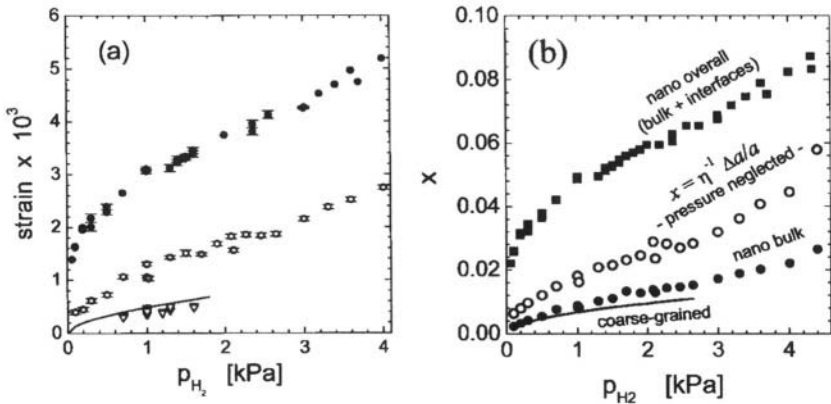 (a)
strain x 10³
6
5
4
3
2
1
0
0
1
2
3
4
p_H₂ [kPa]
(b)
x
0.10
0.08
0.06
0.04
0.02
0.00
0
1
2
3
4
p_H2 [kPa]
nano overall
(bulk + interfaces)
x = η⁻¹ Δa/a
- pressure neglected -
nano bulk
coarse-grained